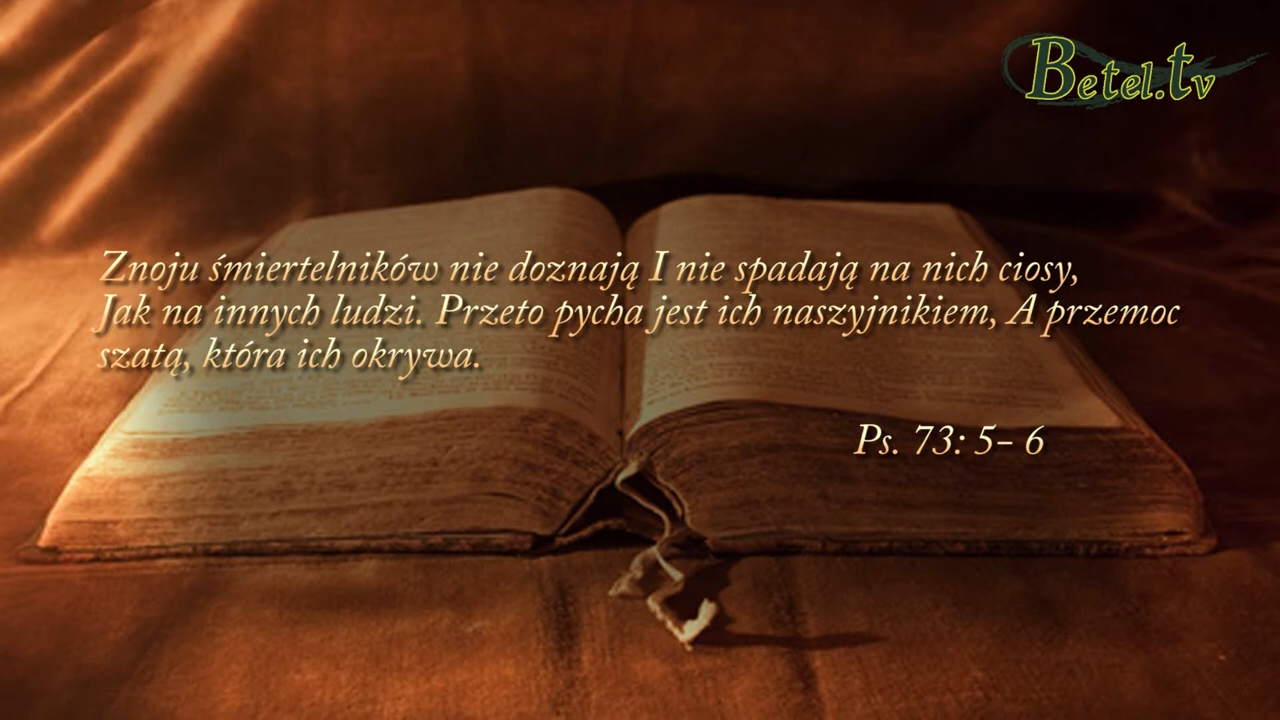 Betel.tv
Znoju śmiertelników nie doznają I nie spadają na nich ciosy,
Jak na innych ludzi. Przeto pycha jest ich naszyjnikiem, A przemoc
szatą, która ich okrywa.
Ps. 73: 5– 6